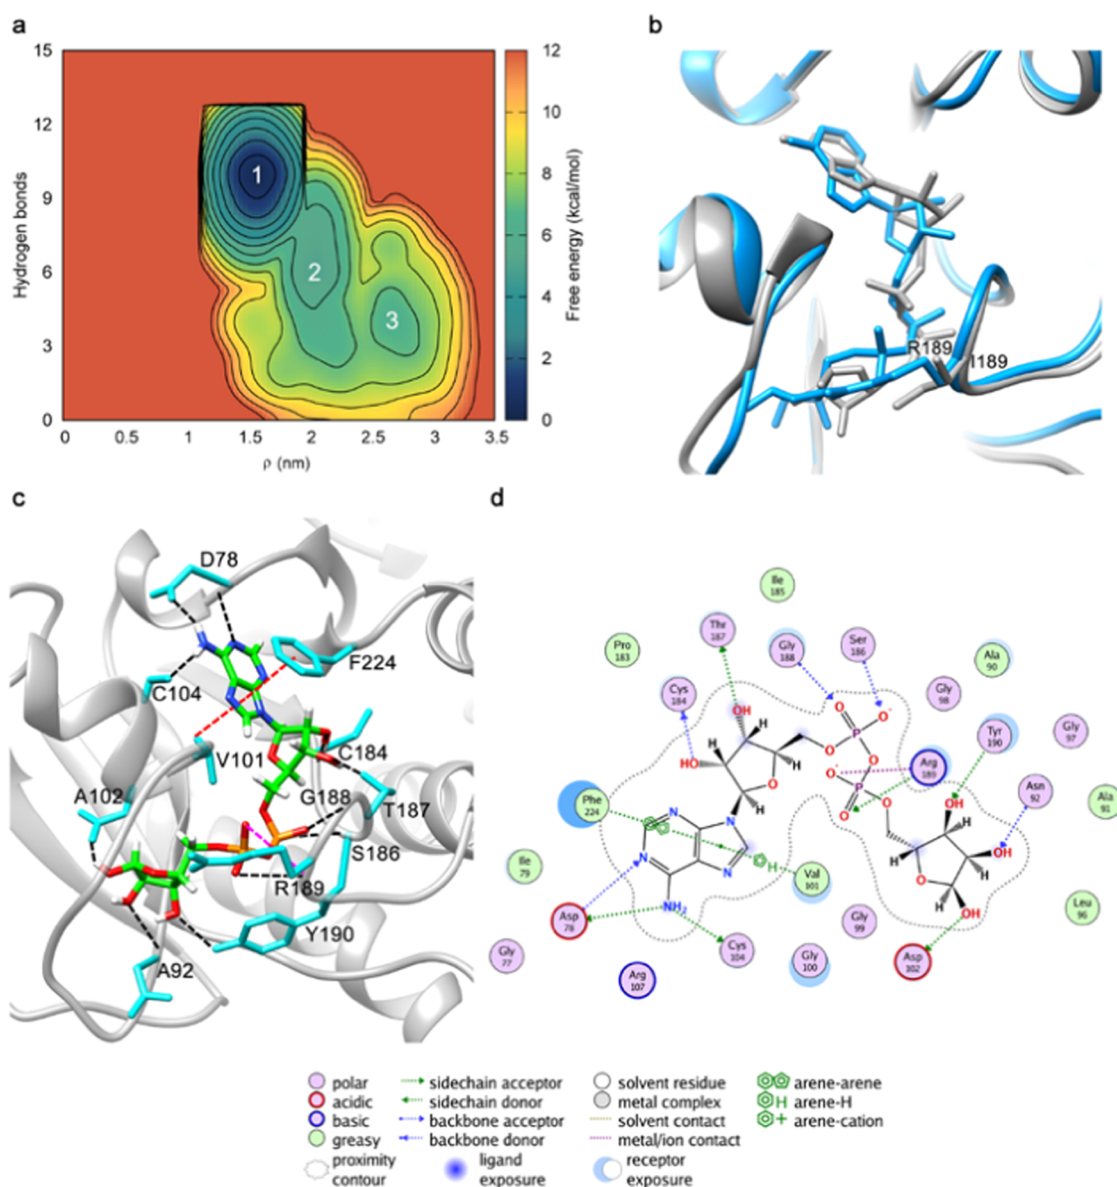 a
15
12
9
6
3
0
Hydrogen bonds
1
2
3
0 0.5 1 1.5 2 2.5 3 3.5
ρ (nm)
12
10
8
6
4
2
0
Free energy (kcal/mol)
b
R189
I189
c
D78
F224
C104
V101
C184
A102
G188
T187
S186
R189
Y190
A92
d
Ile
185
Thr
187
Gly
188
Ser
186
Pro
183
Ala
90
Cys
184
Gly
98
Tyr
190
Gly
97
Arg
189
Asn
92
Phe
224
Ala
91
Ile
79
Val
101
Leu
96
Asp
78
Gly
99
Gly
77
Cys
104
Gly
100
Asp
102
Arg
107
OH
OH
H
H
H
H
O
O
O
O⁻
P
O
O⁻
P
O
O
N
N
N
N
N
NH₂
H
OH
H
OH
H
H
O
H
OH
polar sidechain acceptor solvent residue arene-arene
acidic sidechain donor metal complex H arene-H
basic backbone acceptor solvent contact + arene-cation
greasy backbone donor metal/ion contact
proximity contour
ligand exposure
receptor exposure